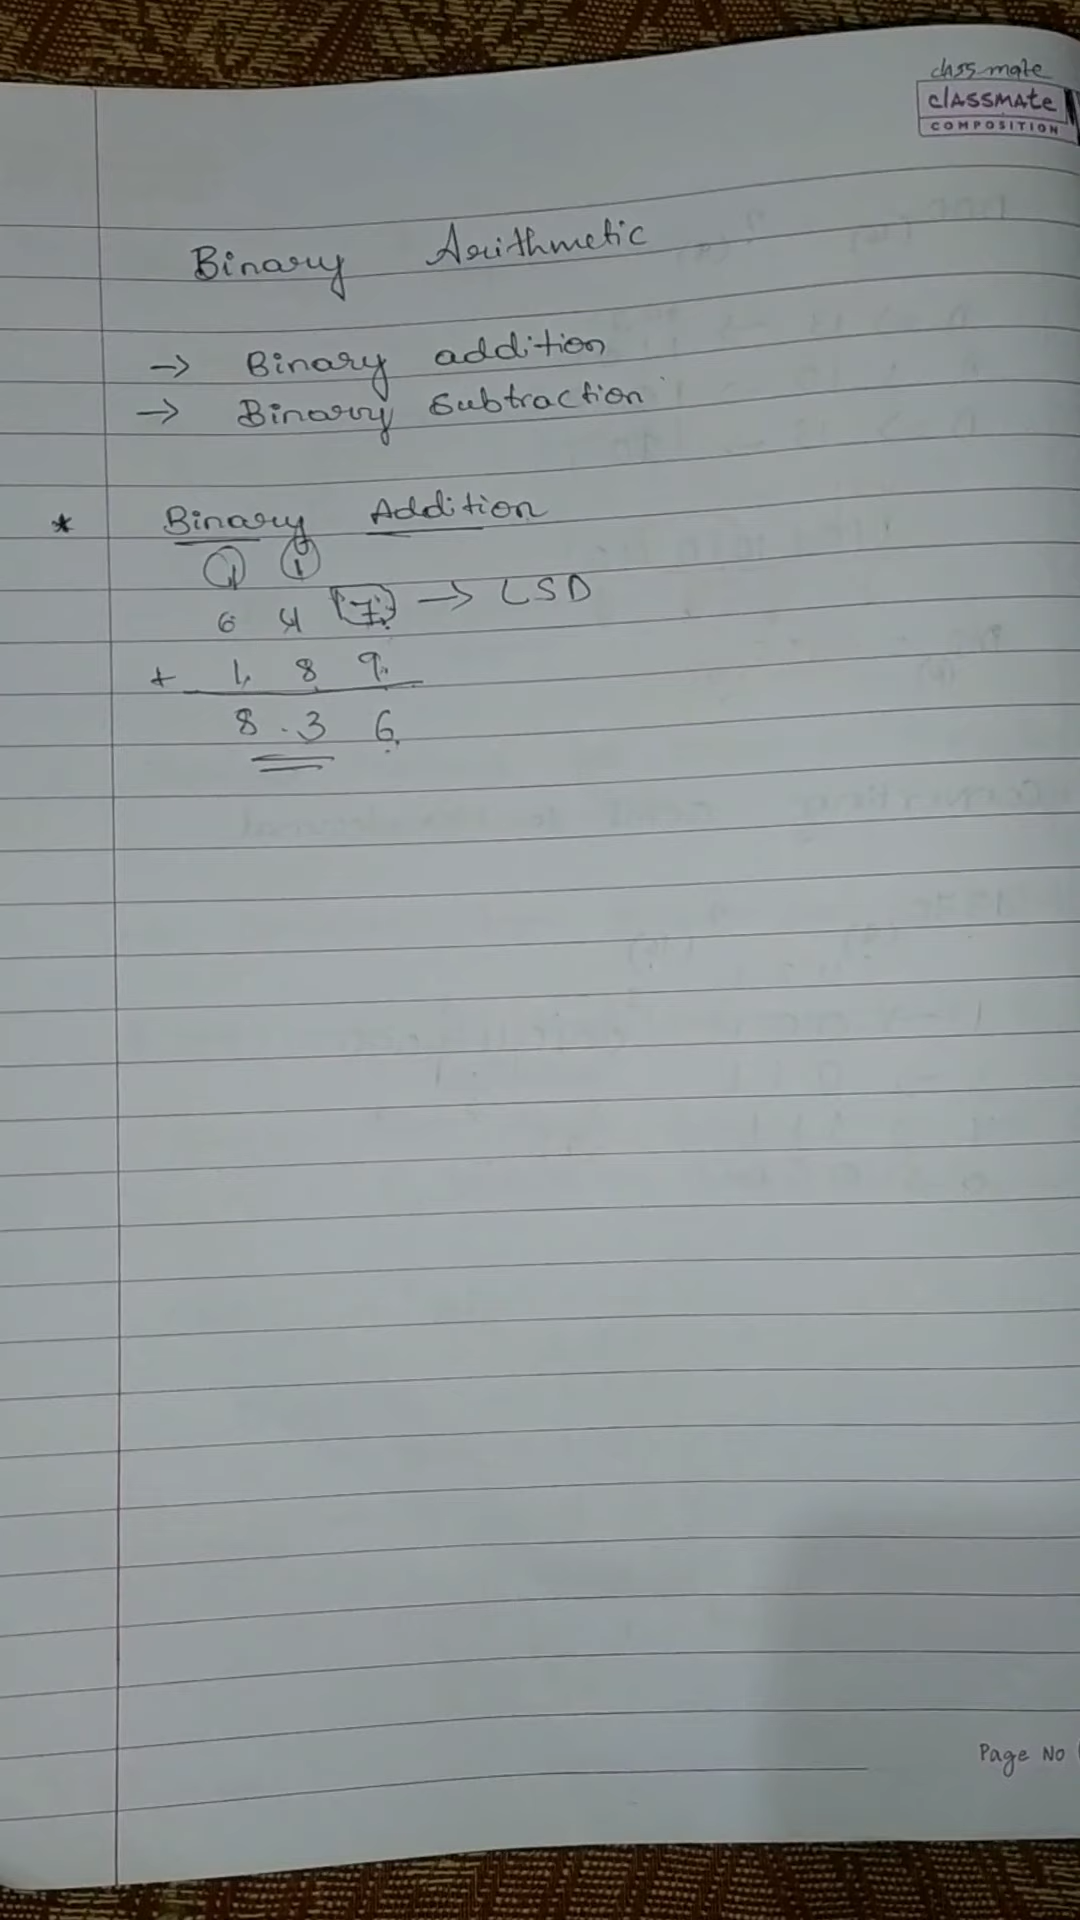 chssmate
clASSMAte
COMPOSITION
Binary Arithmetic
→ Binary addition
→ Binary subtraction
* Binary Addition
1 1
6 4 7 → LSD
+ 1 8 9
8 3 6
Page No